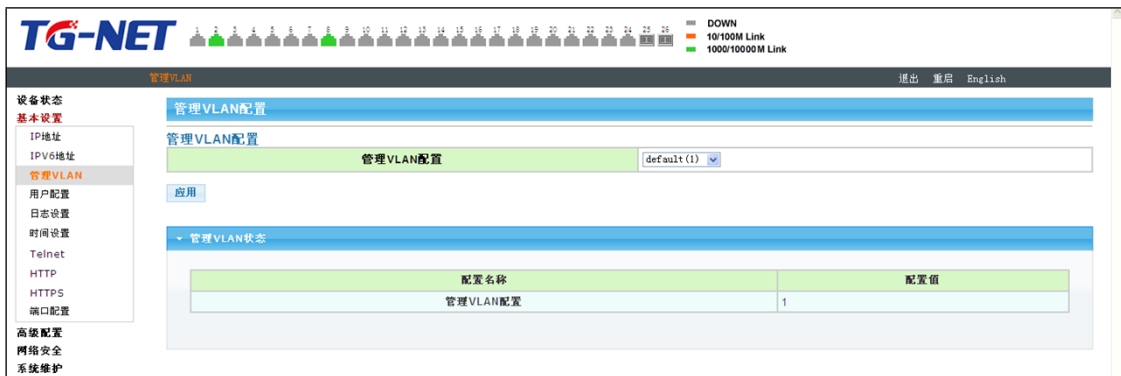 TG-NET
1 2 3 4 5 6 7 8 9 10 11 12 13 14 15 16 17 18 19 20 21 22 23 24 25 26
DOWN
10/100M Link
1000/10000M Link
管理VLAN
退出 重启 English
设备状态
基本设置
IP地址
IPV6地址
管理VLAN
用户配置
日志设置
时间设置
Telnet
HTTP
HTTPS
端口配置
高级配置
网络安全
系统维护
管理VLAN配置
管理VLAN配置
管理VLAN配置 default(1)
应用
管理VLAN状态
配置名称 配置值
管理VLAN配置 1